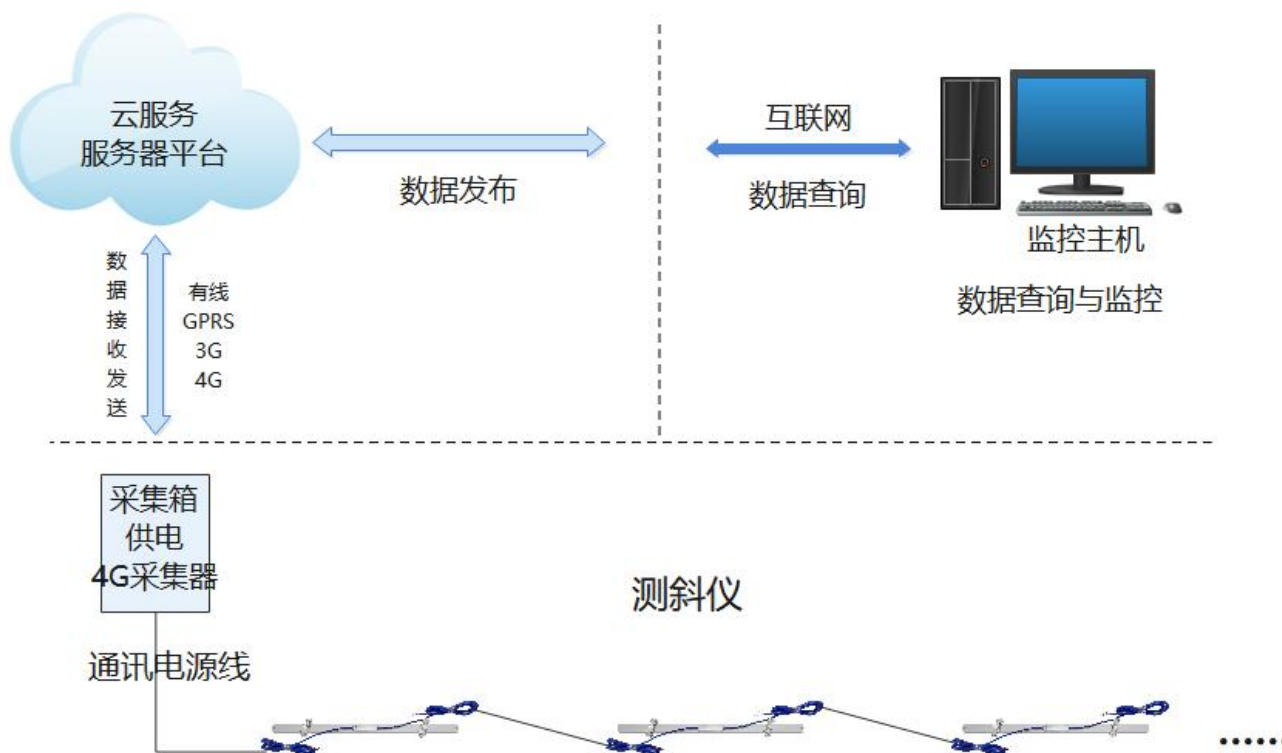 云服务
服务器平台
数据发布
互联网
数据查询
监控主机
数据查询与监控
数据接收发送
有线
GPRS
3G
4G
采集箱
供电
4G采集器
测斜仪
通讯电源线
······